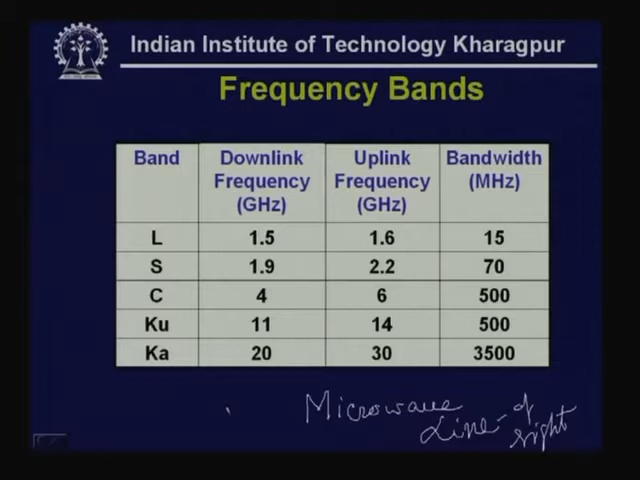 Indian Institute of Technology Kharagpur
Frequency Bands
Band Downlink Frequency (GHz) Uplink Frequency (GHz) Bandwidth (MHz)
L 1.5 1.6 15
S 1.9 2.2 70
C 4 6 500
Ku 11 14 500
Ka 20 30 3500
Microwave
Line-of
sight